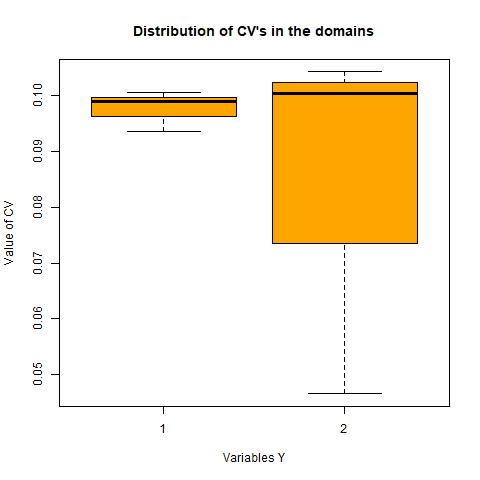 Distribution of CV's in the domains
Value of CV
0.10
0.09
0.08
0.07
0.06
0.05
1 2
Variables Y